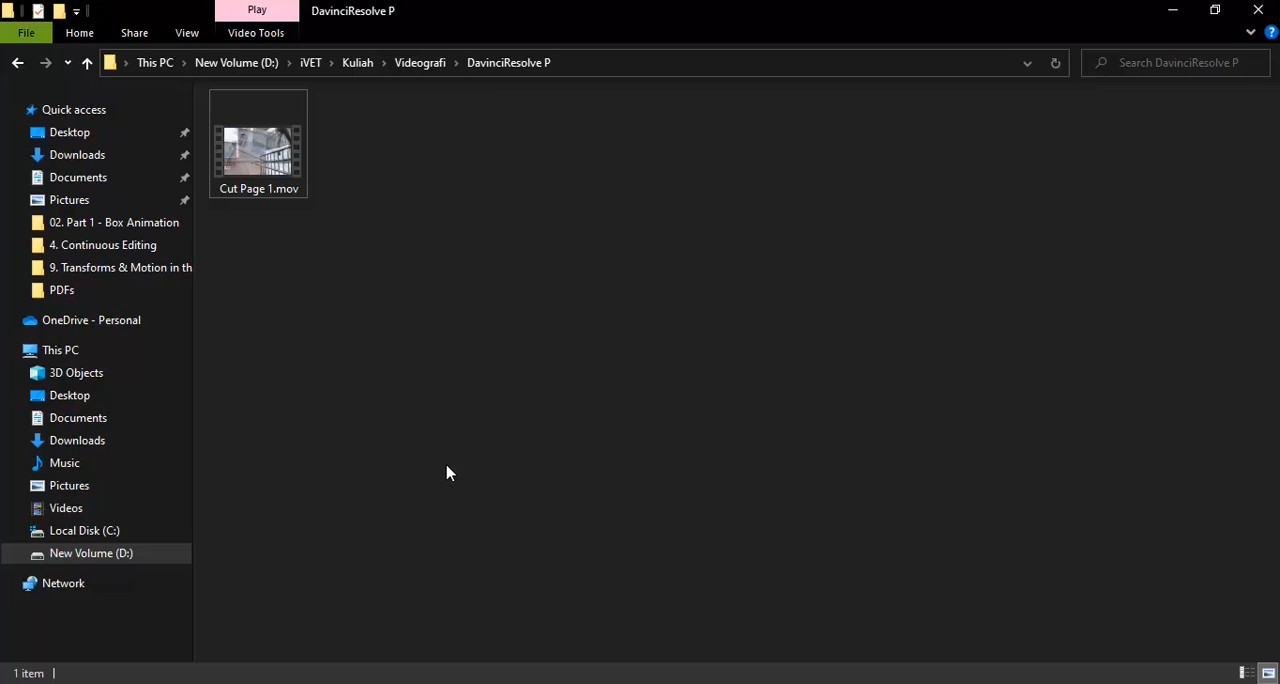 Play
DavinciResolve P
File
Home
Share
View
Video Tools
This PC
New Volume (D:)
iVET
Kuliah
Videografi
DavinciResolve P
Search DavinciResolve P
Quick access
Desktop
Downloads
Documents
Pictures
02. Part 1 - Box Animation
4. Continuous Editing
9. Transforms & Motion in th
PDFs
OneDrive - Personal
This PC
3D Objects
Desktop
Documents
Downloads
Music
Pictures
Videos
Local Disk (C:)
New Volume (D:)
Network
Cut Page 1.mov
1 item